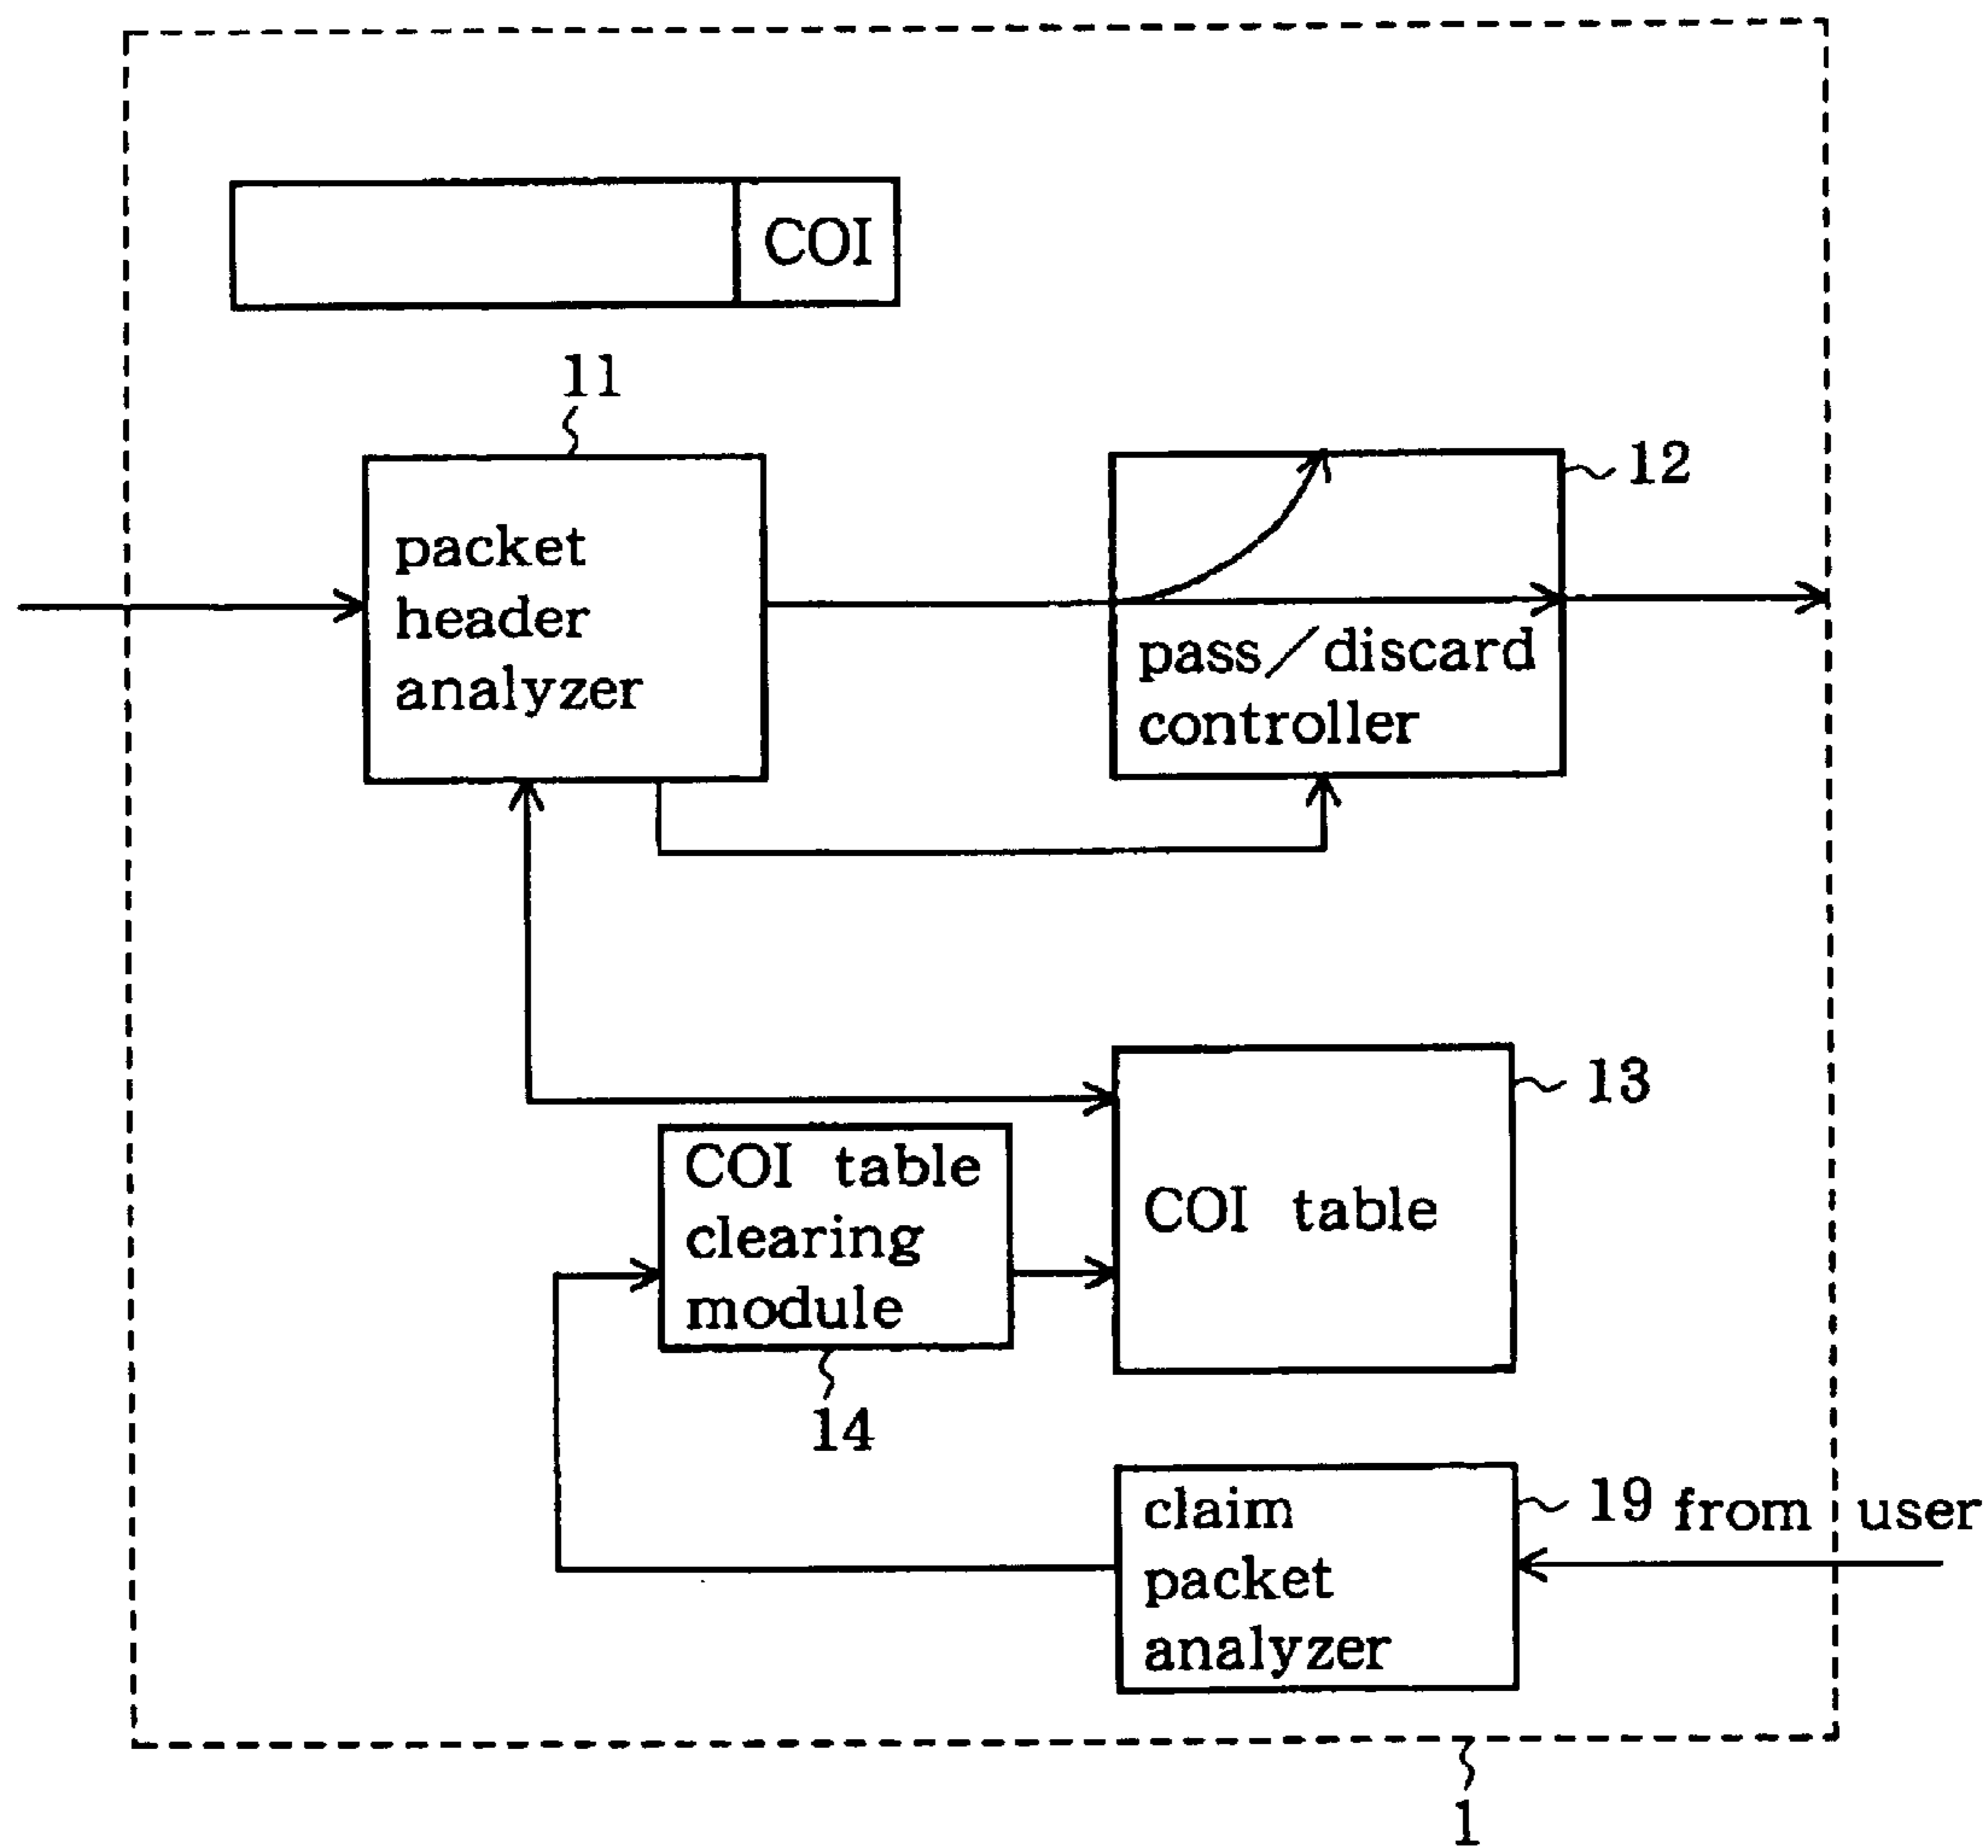 COI
11
packet
header
analyzer
12
pass/discard
controller
13
COI table
COI table
clearing
module
14
claim
packet
analyzer
19
from user
1